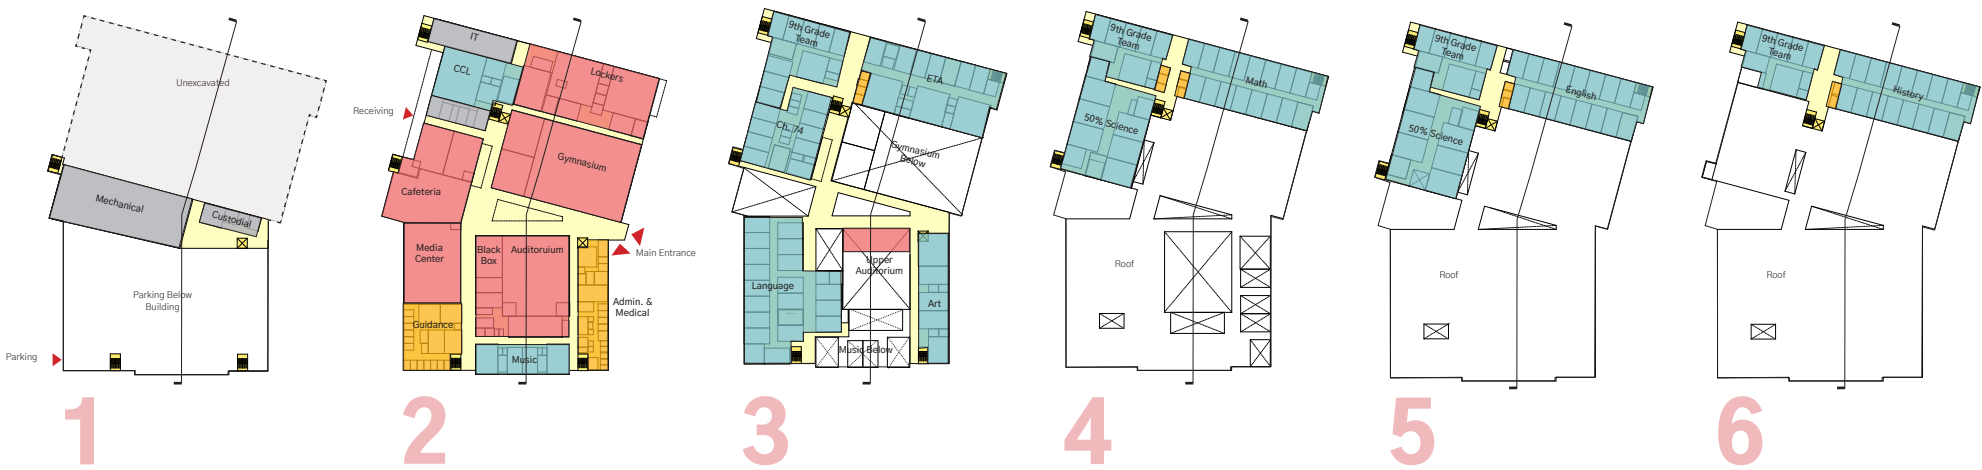 Unexcavated
Mechanical
Custodial
Parking Below
Building
Parking
1
IT
CCL
Lockers
Receiving
Gymnasium
Cafeteria
Media
Center
Black
Box
Auditoruium
Main Entrance
Admin. &
Medical
Guidance
Music
2
9th Grade
Team
ETA
Ch. 74
Gymnasium
Below
Upper
Auditorium
Language
Art
Music Below
3
9th Grade
Team
Math
50% Science
Roof
4
9th Grade
Team
English
50% Science
Roof
5
9th Grade
Team
History
Roof
6